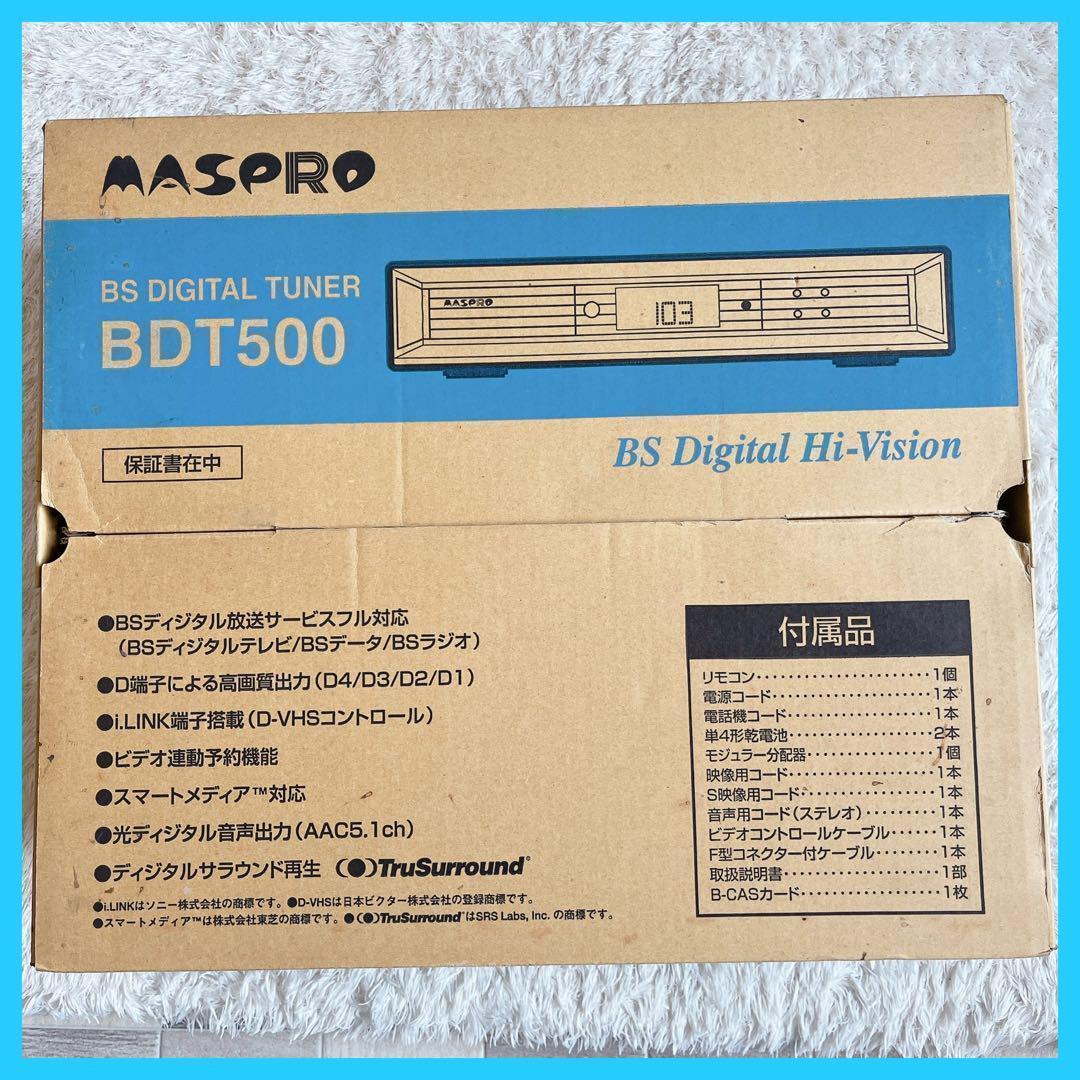 MASPRO
BS DIGITAL TUNER
BDT500
MASPRO
103
保証書在中
BS Digital Hi-Vision
●BSディジタル放送サービスフル対応
(BSディジタルテレビ/BSデータ/BSラジオ)
●D端子による高画質出力(D4/D3/D2/D1)
●i.LINK端子搭載(D-VHSコントロール)
●ビデオ連動予約機能
●スマートメディア™対応
●光ディジタル音声出力(AAC5.1ch)
●ディジタルサラウンド再生 (●)TruSurround®
●i.LINKはソニー株式会社の商標です。●D-VHSは日本ビクター株式会社の登録商標です。
●スマートメディア™は株式会社東芝の商標です。●(●)TruSurround®はSRS Labs, Inc. の商標です。
付属品
リモコン・・・・・・・・・・・・・・・・・・・・・・1個
電源コード・・・・・・・・・・・・・・・・・・・・1本
電話機コード・・・・・・・・・・・・・・・・・・1本
単4形乾電池・・・・・・・・・・・・・・・・・・2本
モジュラー分配器・・・・・・・・・・・・・・・・1個
映像用コード・・・・・・・・・・・・・・・・・・1本
S映像用コード・・・・・・・・・・・・・・・・・1本
音声用コード(ステレオ)・・・・・・・・・・・1本
ビデオコントロールケーブル・・・・・・1本
F型コネクター付ケーブル・・・・・・・・1本
取扱説明書・・・・・・・・・・・・・・・・・・・・1部
B-CASカード・・・・・・・・・・・・・・・・・・1枚